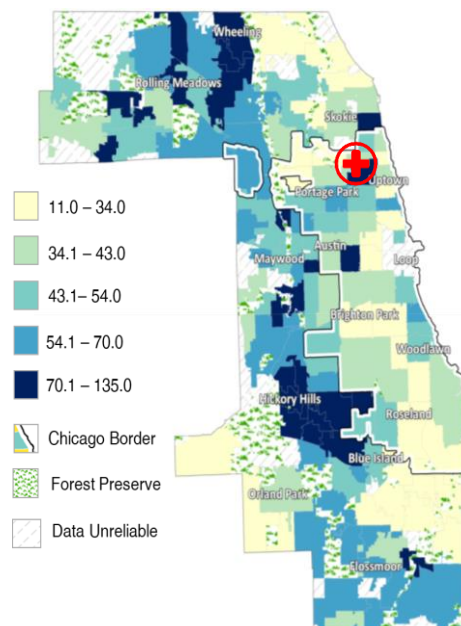 Wheeling
Rolling Meadows
Skokie
Uptown
Portage Park
11.0 – 34.0
34.1 – 43.0
Austin
Maywood
Loop
43.1 – 54.0
Brighton Park
54.1 – 70.0
Woodlawn
70.1 – 135.0
Hickory Hills
Roseland
Chicago Border
Blue Island
Forest Preserve
Orland Park
Data Unreliable
Flossmoor